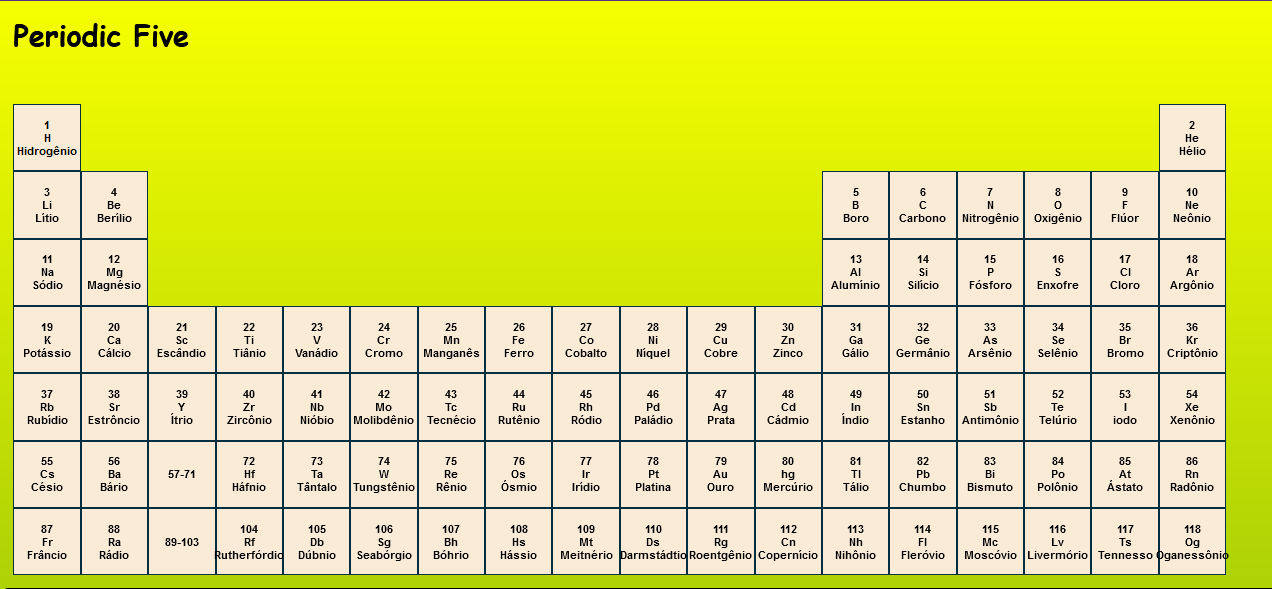 Periodic Five
1
H
Hidrogênio
2
He
Hélio
3
Li
Lítio
4
Be
Berílio
5
B
Boro
6
C
Carbono
7
N
Nitrogênio
8
O
Oxigênio
9
F
Flúor
10
Ne
Neônio
11
Na
Sódio
12
Mg
Magnésio
13
Al
Alumínio
14
Si
Silício
15
P
Fósforo
16
S
Enxofre
17
Cl
Cloro
18
Ar
Argônio
19
K
Potássio
20
Ca
Cálcio
21
Sc
Escândio
22
Ti
Tiânio
23
V
Vanádio
24
Cr
Cromo
25
Mn
Manganês
26
Fe
Ferro
27
Co
Cobalto
28
Ni
Níquel
29
Cu
Cobre
30
Zn
Zinco
31
Ga
Gálio
32
Ge
Germânio
33
As
Arsênio
34
Se
Selênio
35
Br
Bromo
36
Kr
Criptônio
37
Rb
Rubídio
38
Sr
Estrôncio
39
Y
Ítrio
40
Zr
Zircônio
41
Nb
Nióbio
42
Mo
Molibdênio
43
Tc
Tecnécio
44
Ru
Rutênio
45
Rh
Ródio
46
Pd
Paládio
47
Ag
Prata
48
Cd
Cádmio
49
In
Índio
50
Sn
Estanho
51
Sb
Antimônio
52
Te
Telúrio
53
I
iodo
54
Xe
Xenônio
55
Cs
Césio
56
Ba
Bário
57-71
72
Hf
Háfnio
73
Ta
Tântalo
74
W
Tungstênio
75
Re
Rênio
76
Os
Ósmio
77
Ir
Irídio
78
Pt
Platina
79
Au
Ouro
80
hg
Mercúrio
81
Tl
Tálio
82
Pb
Chumbo
83
Bi
Bismuto
84
Po
Polônio
85
At
Ástato
86
Rn
Radônio
87
Fr
Frâncio
88
Ra
Rádio
89-103
104
Rf
Rutherfórdio
105
Db
Dúbnio
106
Sg
Seabórgio
107
Bh
Bóhrio
108
Hs
Hássio
109
Mt
Meitnério
110
Ds
Darmstádtio
111
Rg
Roentgênio
112
Cn
Copernício
113
Nh
Nihônio
114
Fl
Fleróvio
115
Mc
Moscóvio
116
Lv
Livermório
117
Ts
Tennesso
118
Og
Oganessônio